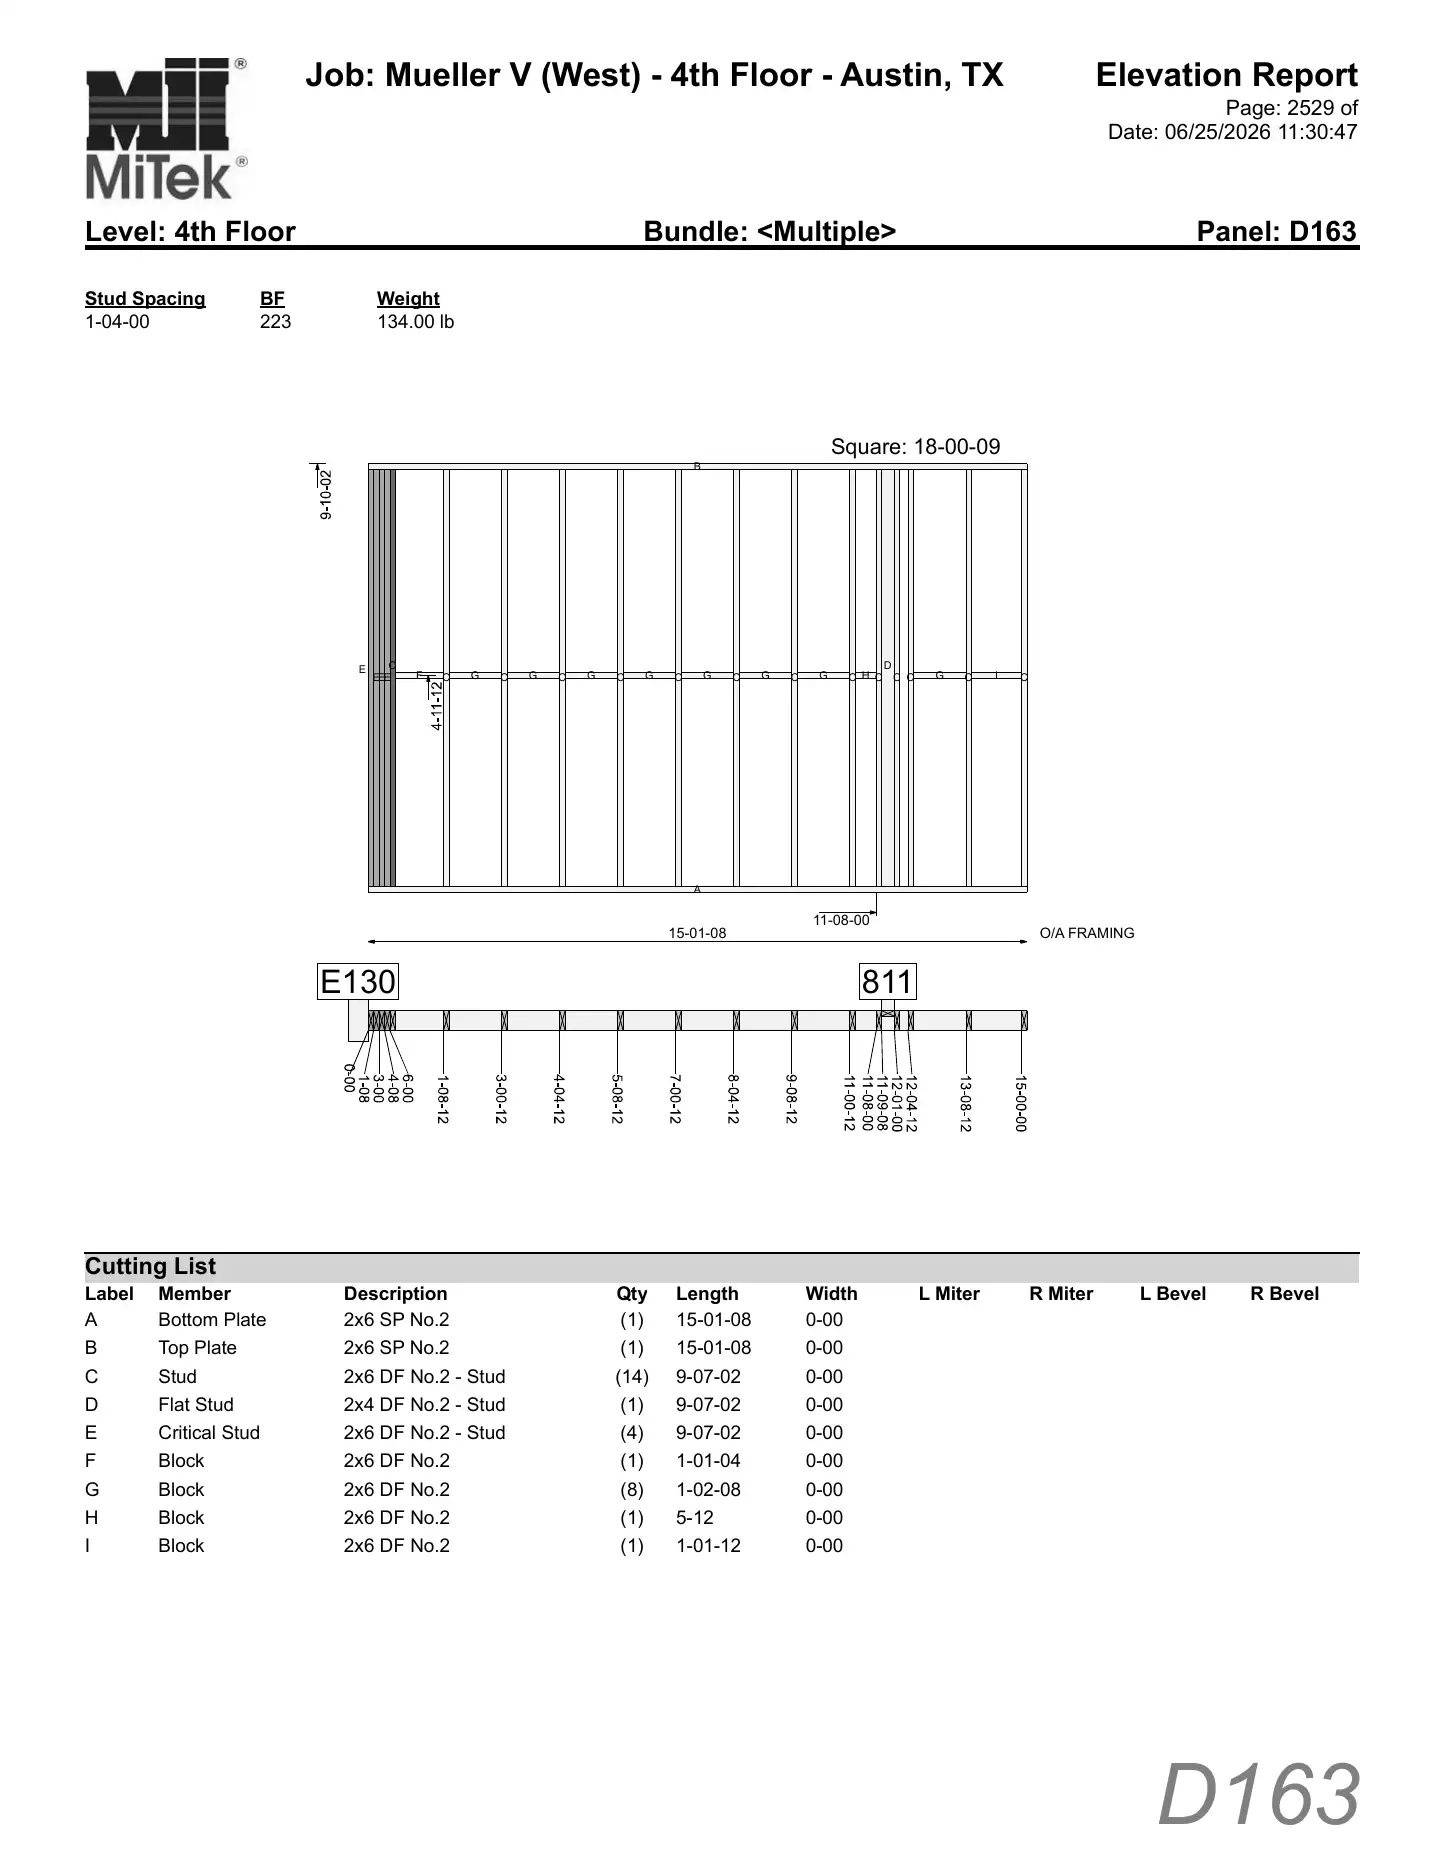 Job: Mueller V (West) - 4th Floor - Austin, TX
Elevation Report
Page: 2529 of
Date: 06/25/2026 11:30:47
MiTek®
Level: 4th Floor Bundle: <Multiple> Panel: D163
Stud Spacing BF Weight
1-04-00 223 134.00 lb
Square: 18-00-09
B
9-10-02
E C F G G G G G G G H D G I
4-11-12
A
11-08-00
15-01-08 O/A FRAMING
E130 811
0-00 1-08 3-00 4-08 6-00 1-08-12 3-00-12 4-04-12 5-08-12 7-00-12 8-04-12 9-08-12 11-00-12 11-08-00 11-09-08 12-01-00 12-04-12 13-08-12 15-00-00
Cutting List
Label Member Description Qty Length Width L Miter R Miter L Bevel R Bevel
A Bottom Plate 2x6 SP No.2 (1) 15-01-08 0-00
B Top Plate 2x6 SP No.2 (1) 15-01-08 0-00
C Stud 2x6 DF No.2 - Stud (14) 9-07-02 0-00
D Flat Stud 2x4 DF No.2 - Stud (1) 9-07-02 0-00
E Critical Stud 2x6 DF No.2 - Stud (4) 9-07-02 0-00
F Block 2x6 DF No.2 (1) 1-01-04 0-00
G Block 2x6 DF No.2 (8) 1-02-08 0-00
H Block 2x6 DF No.2 (1) 5-12 0-00
I Block 2x6 DF No.2 (1) 1-01-12 0-00
D163